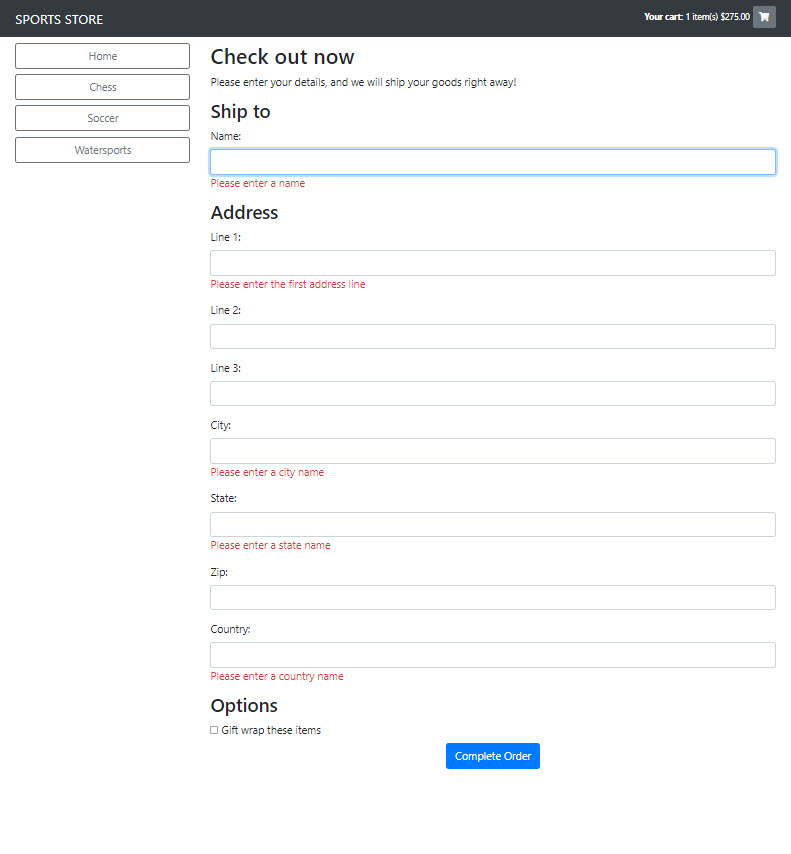 SPORTS STORE
Your cart: 1 item(s) $275.00
Home
Chess
Soccer
Watersports
Check out now
Please enter your details, and we will ship your goods right away!
Ship to
Name:
Please enter a name
Address
Line 1:
Please enter the first address line
Line 2:
Line 3:
City:
Please enter a city name
State:
Please enter a state name
Zip:
Country:
Please enter a country name
Options
Gift wrap these items
Complete Order